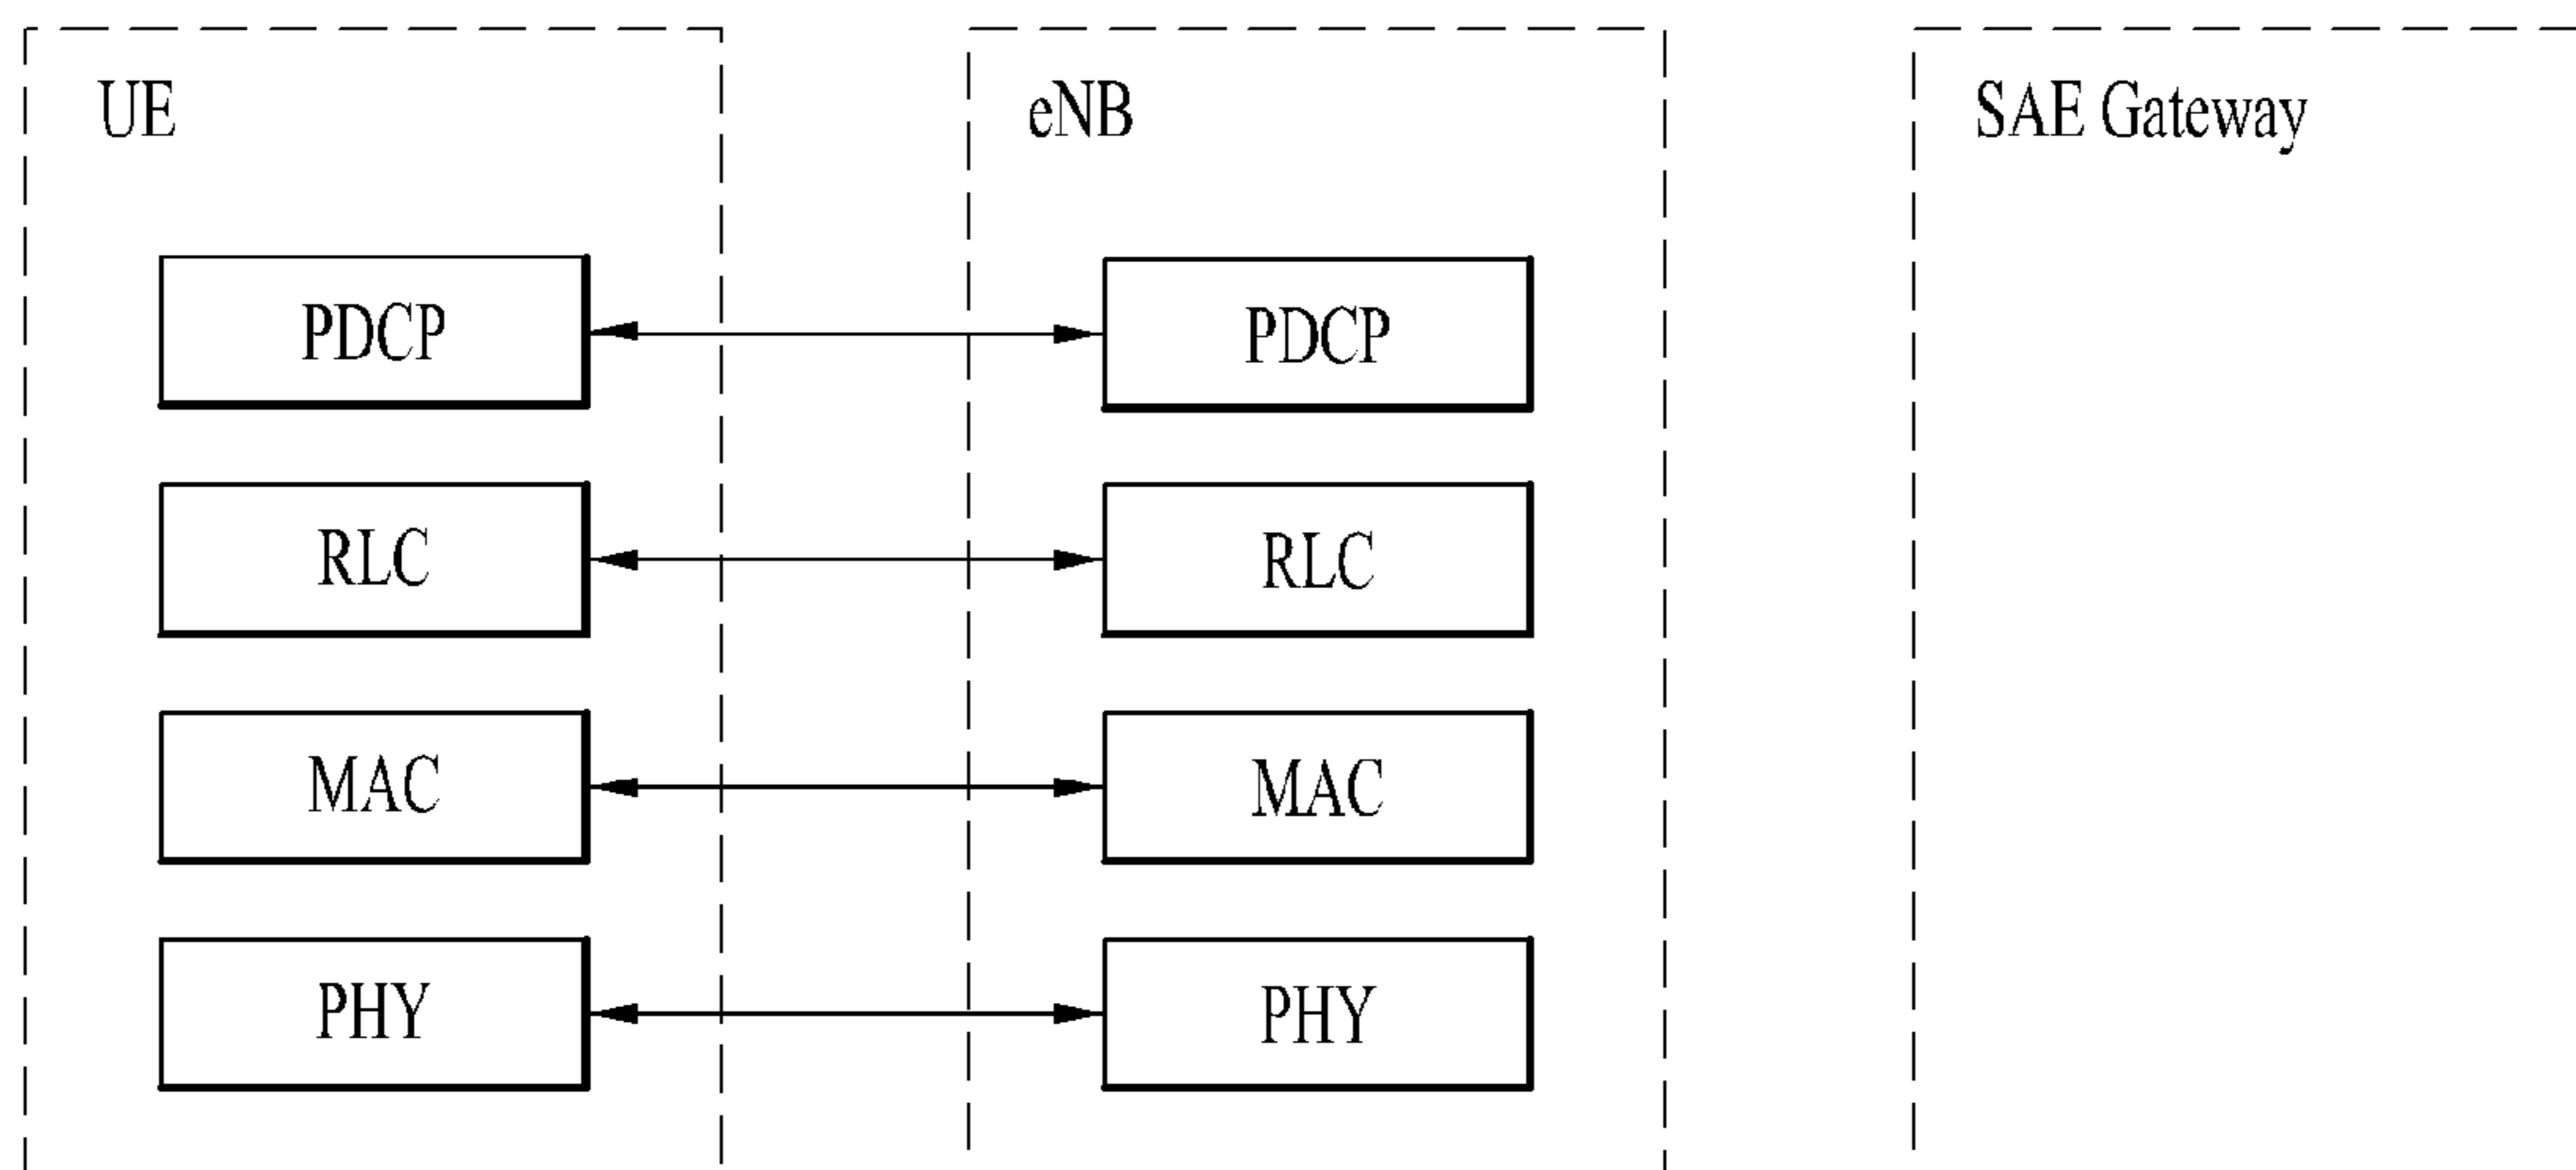 UE
eNB
SAE Gateway
PDCP
PDCP
RLC
RLC
MAC
MAC
PHY
PHY